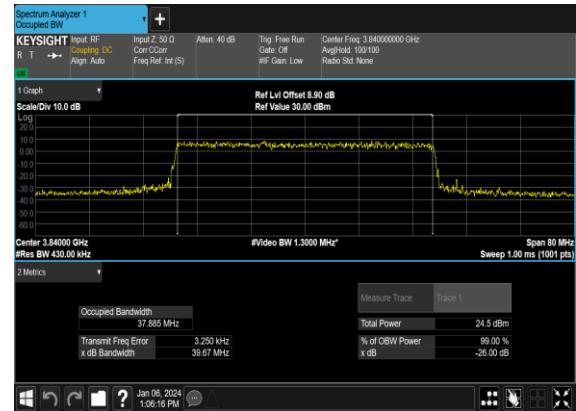 Spectrum Analyzer 1
Occupied BW
KEYSIGHT
R T
Input: RF
Coupling: DC
Align: Auto
Input Z: 50 Ω
Corr CCorr
Freq Ref: Int (S)
Atten: 40 dB
Trig: Free Run
Gate: Off
#IF Gain: Low
Center Freq: 3.840000000 GHz
Avg|Hold: 100/100
Radio Std: None
1 Graph
Scale/Div 10.0 dB
Ref Lvl Offset 8.90 dB
Ref Value 30.00 dBm
Log
20.0
10.0
0.00
-10.0
-20.0
-30.0
-40.0
-50.0
-60.0
Center 3.84000 GHz
#Video BW 1.3000 MHz*
Span 80 MHz
#Res BW 430.00 kHz
Sweep 1.00 ms (1001 pts)
2 Metrics
Measure Trace
Trace 1
Occupied Bandwidth
37.885 MHz
Total Power
24.5 dBm
Transmit Freq Error
3.250 kHz
% of OBW Power
99.00 %
x dB Bandwidth
39.67 MHz
x dB
-26.00 dB
?
Jan 06, 2024
1:06:16 PM